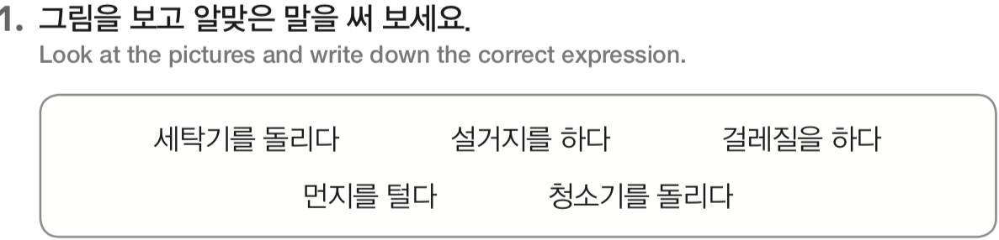 1. 그림을 보고 알맞은 말을 써 보세요.
Look at the pictures and write down the correct expression.
세탁기를 돌리다 설거지를 하다 걸레질을 하다
먼지를 털다 청소기를 돌리다